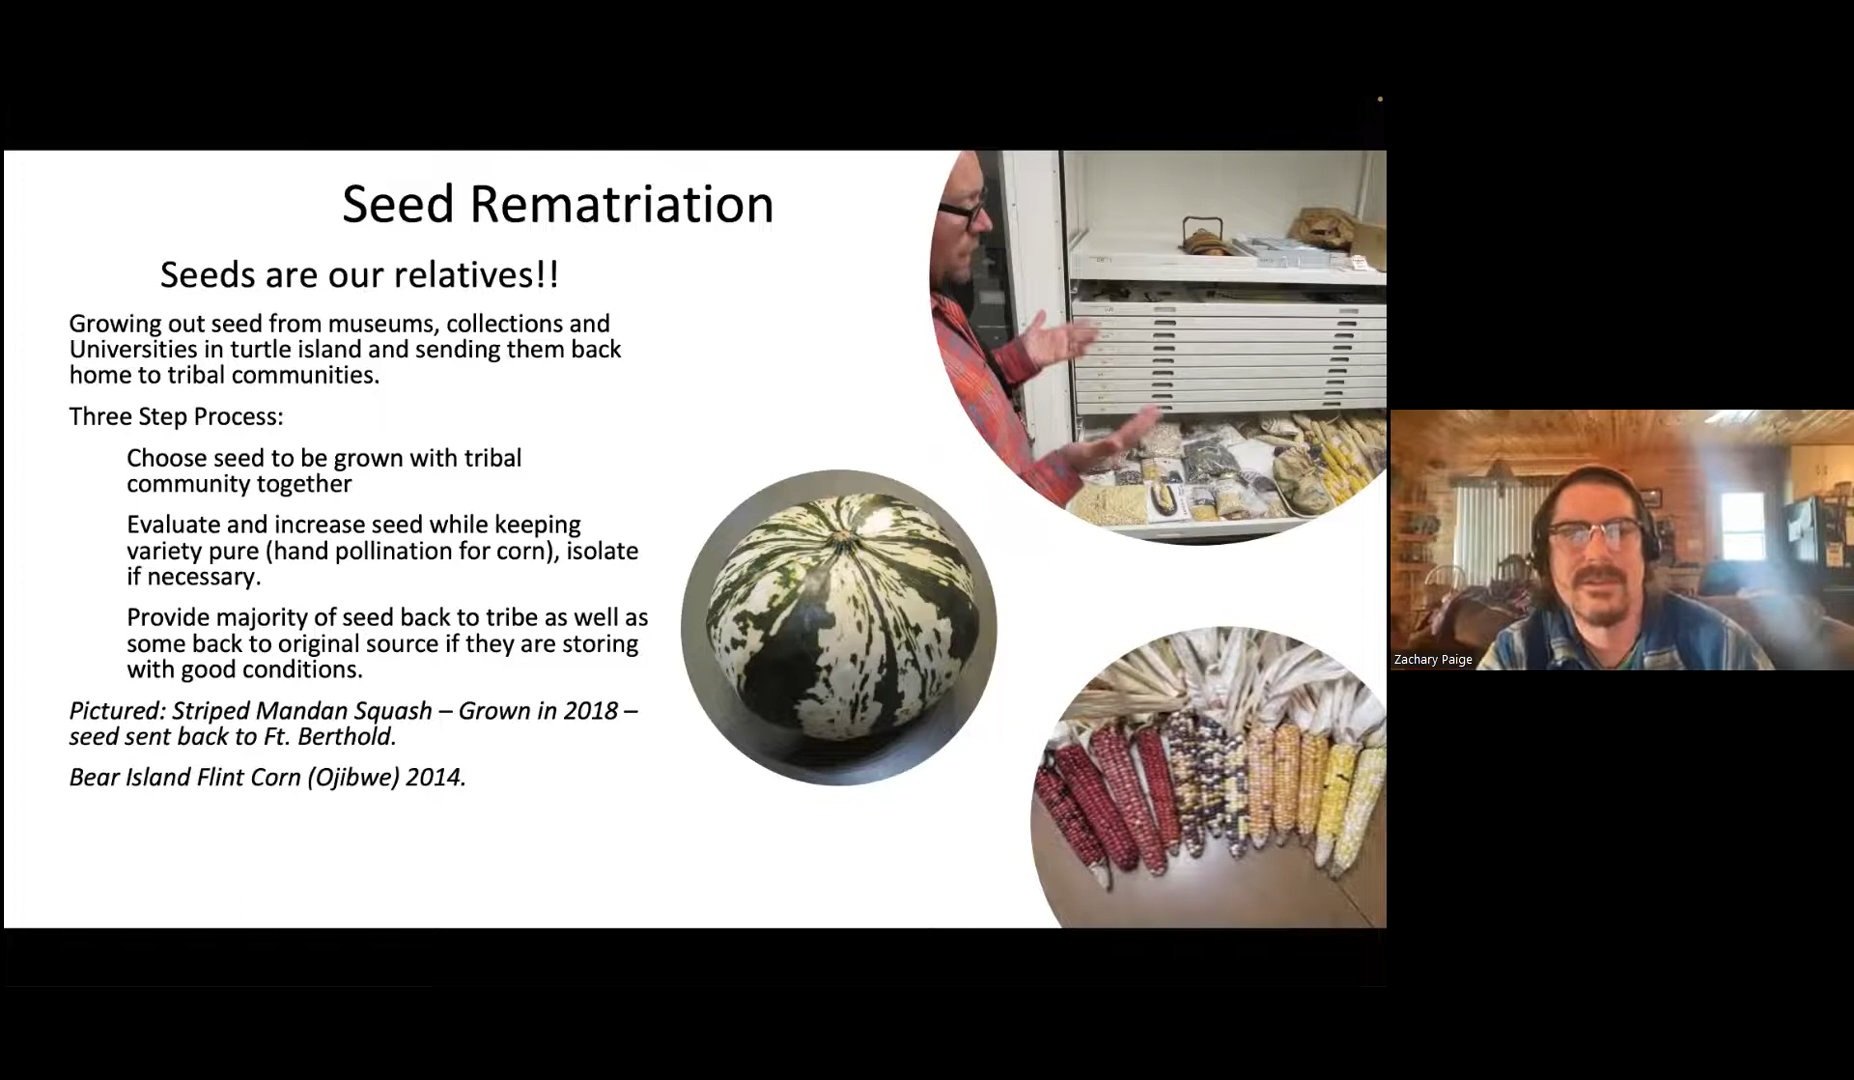 Seed Rematriation
Seeds are our relatives!!
Growing out seed from museums, collections and
Universities in turtle island and sending them back
home to tribal communities.
Three Step Process:
Choose seed to be grown with tribal
community together
Evaluate and increase seed while keeping
variety pure (hand pollination for corn), isolate
if necessary.
Provide majority of seed back to tribe as well as
some back to original source if they are storing
with good conditions.
Pictured: Striped Mandan Squash – Grown in 2018 –
seed sent back to Ft. Berthold.
Bear Island Flint Corn (Ojibwe) 2014.
Zachary Paige